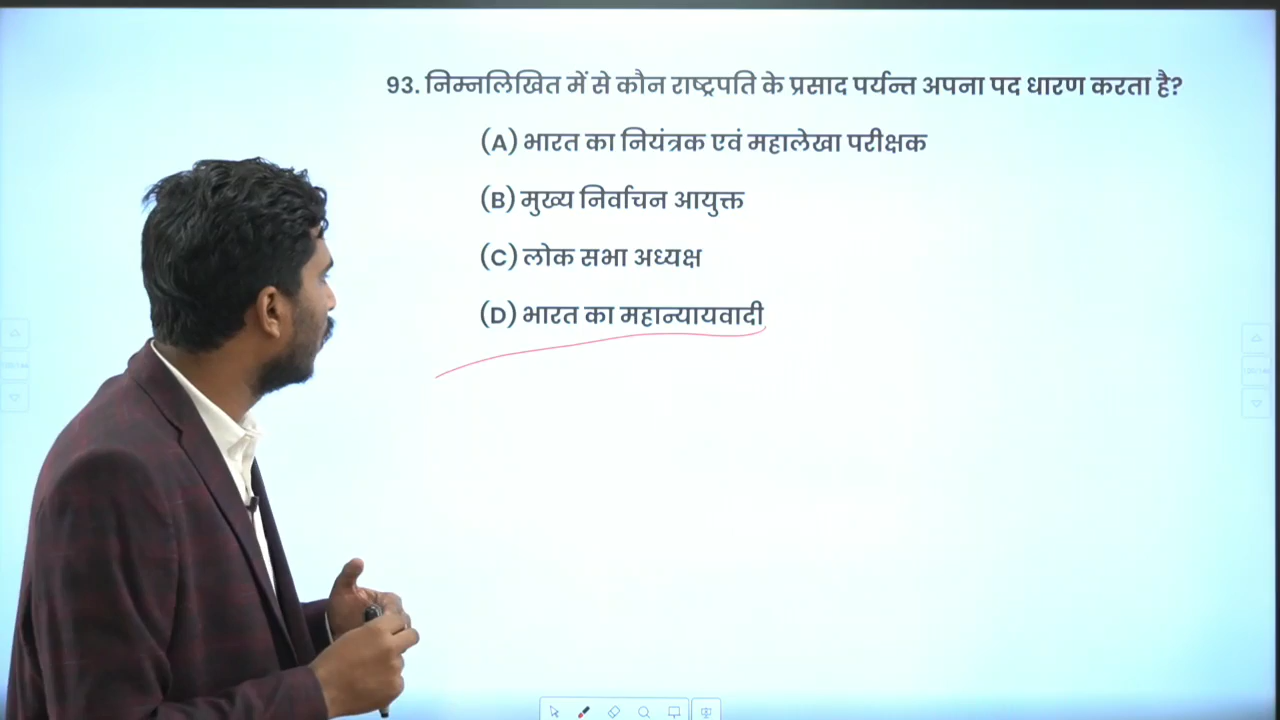 93. निम्नलिखित में से कौन राष्ट्रपति के प्रसाद पर्यन्त अपना पद धारण करता है?
(A) भारत का नियंत्रक एवं महालेखा परीक्षक
(B) मुख्य निर्वाचन आयुक्त
(C) लोक सभा अध्यक्ष
(D) भारत का महान्यायवादी